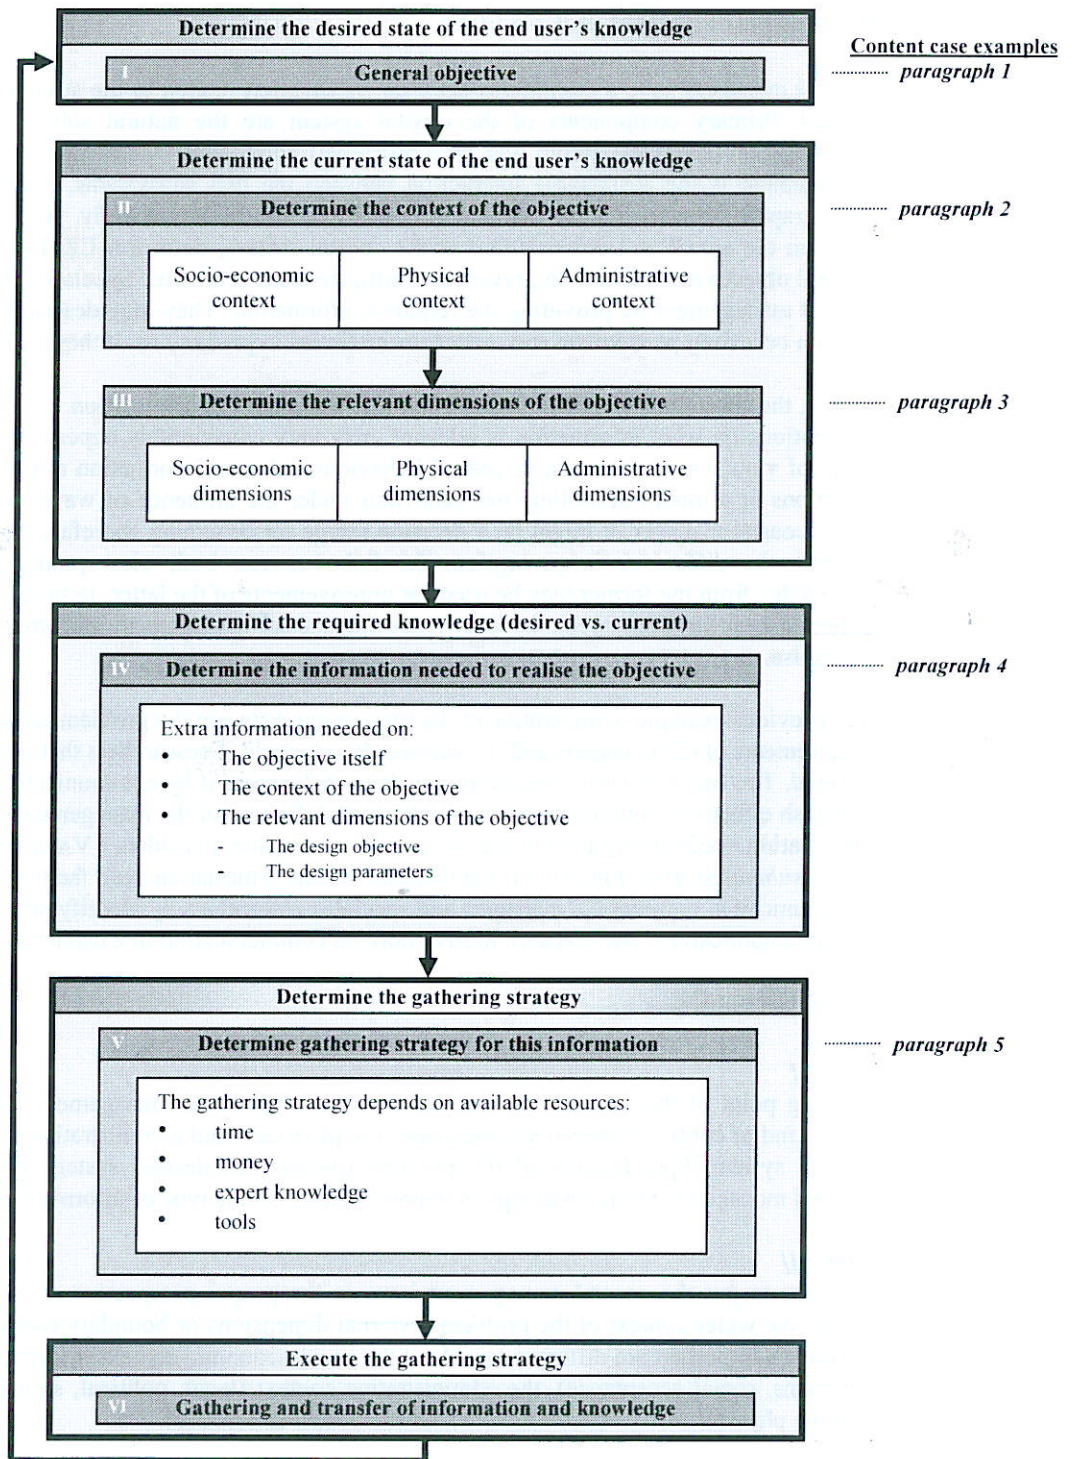 Determine the desired state of the end user's knowledge
Content case examples
I General objective
paragraph 1
Determine the current state of the end user's knowledge
II Determine the context of the objective
paragraph 2
Socio-economic context
Physical context
Administrative context
III Determine the relevant dimensions of the objective
paragraph 3
Socio-economic dimensions
Physical dimensions
Administrative dimensions
Determine the required knowledge (desired vs. current)
IV Determine the information needed to realise the objective
paragraph 4
Extra information needed on:
• The objective itself
• The context of the objective
• The relevant dimensions of the objective
- The design objective
- The design parameters
Determine the gathering strategy
V Determine gathering strategy for this information
paragraph 5
The gathering strategy depends on available resources:
• time
• money
• expert knowledge
• tools
Execute the gathering strategy
VI Gathering and transfer of information and knowledge